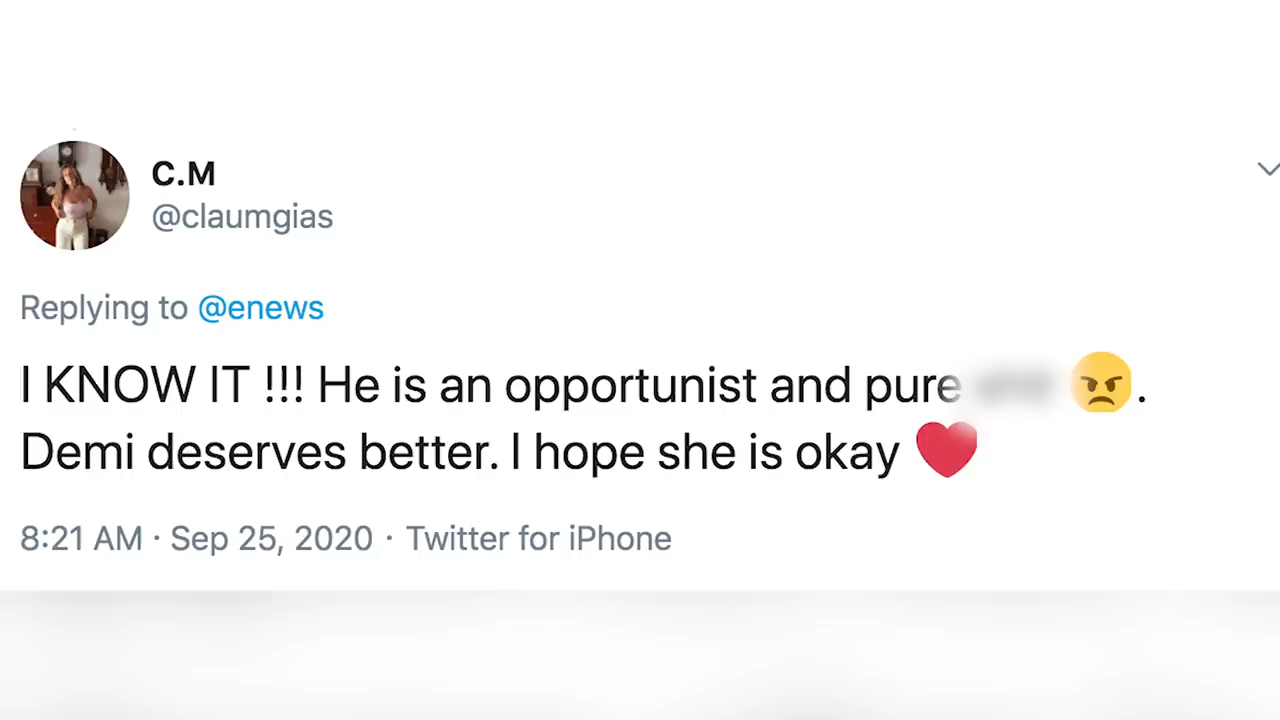 C.M
@claumgias
Replying to @enews
I KNOW IT !!! He is an opportunist and pure 😠.
Demi deserves better. I hope she is okay ❤️
8:21 AM · Sep 25, 2020 · Twitter for iPhone